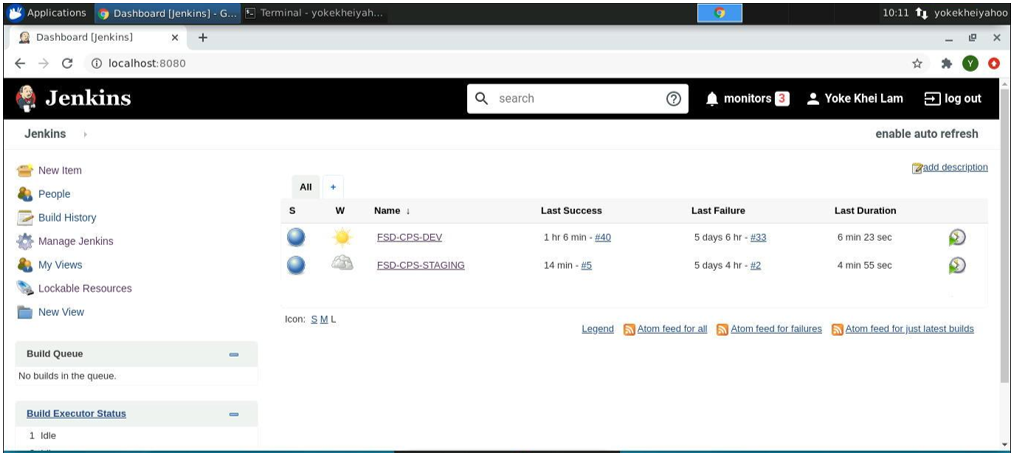 Applications
Dashboard [Jenkins] - G...
Terminal - yokekheiyah...
10:11
yokekheiyahoo
Dashboard [Jenkins]
localhost:8080
Y
Jenkins
search
monitors 3
Yoke Khei Lam
log out
Jenkins
enable auto refresh
New Item
People
Build History
Manage Jenkins
My Views
Lockable Resources
New View
Build Queue
No builds in the queue.
Build Executor Status
1 Idle
add description
All +
S W Name ↓ Last Success Last Failure Last Duration
FSD-CPS-DEV 1 hr 6 min - #40 5 days 6 hr - #33 6 min 23 sec
FSD-CPS-STAGING 14 min - #5 5 days 4 hr - #2 4 min 55 sec
Icon: S M L
Legend Atom feed for all Atom feed for failures Atom feed for just latest builds